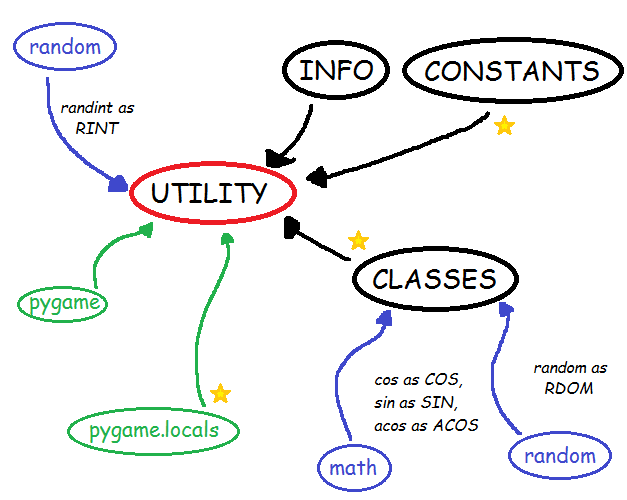 random
INFO
CONSTANTS
randint as
RINT
UTILITY
CLASSES
pygame
cos as COS,
sin as SIN,
acos as ACOS
random as
RDOM
pygame.locals
math
random